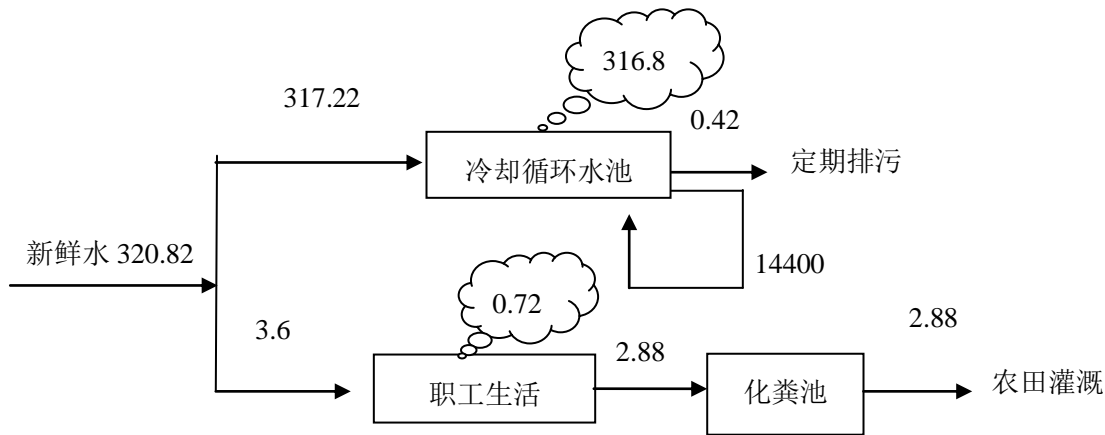 316.8
317.22
0.42
冷却循环水池
定期排污
新鲜水 320.82
14400
0.72
3.6
2.88
2.88
职工生活
化粪池
农田灌溉